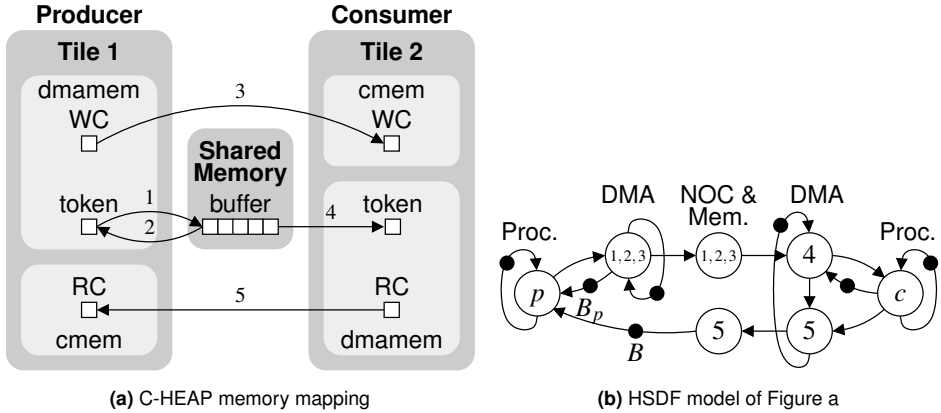 Producer
Consumer
Tile 1
Tile 2
dmamem
WC
3
cmem
WC
Shared
Memory
buffer
token
1
2
4
token
RC
cmem
5
RC
dmamem
(a) C-HEAP memory mapping
Proc.
DMA
NOC &
Mem.
DMA
Proc.
p
1,2,3
1,2,3
4
c
Bp
B
5
5
(b) HSDF model of Figure a